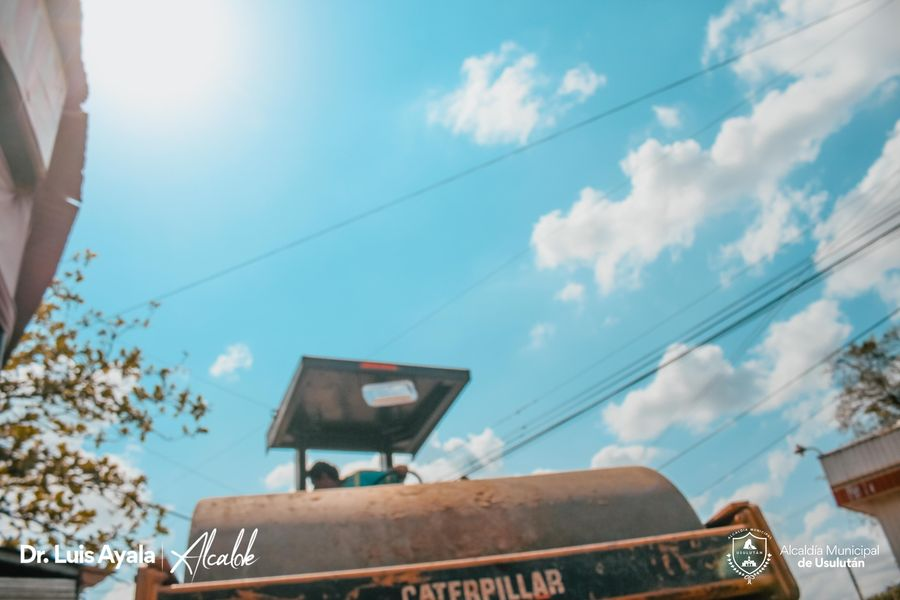 CATERPILLAR
Dr. Luis Ayala | Alcalde
Alcaldía Municipal
de Usulután